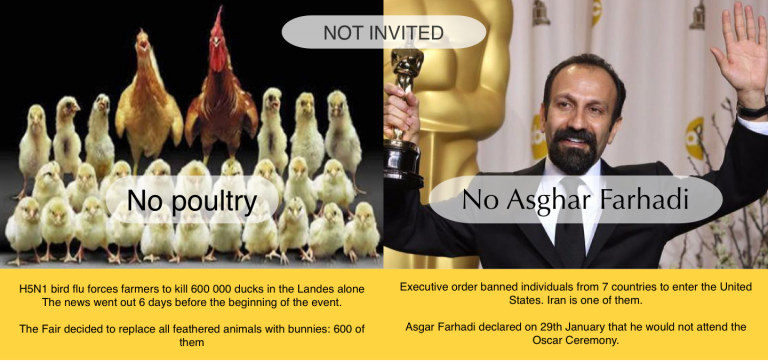 NOT INVITED
No poultry
No Asghar Farhadi
H5N1 bird flu forces farmers to kill 600 000 ducks in the Landes alone
The news went out 6 days before the beginning of the event.
The Fair decided to replace all feathered animals with bunnies: 600 of
them
Executive order banned individuals from 7 countries to enter the United
States. Iran is one of them.
Asgar Farhadi declared on 29th January that he would not attend the
Oscar Ceremony.